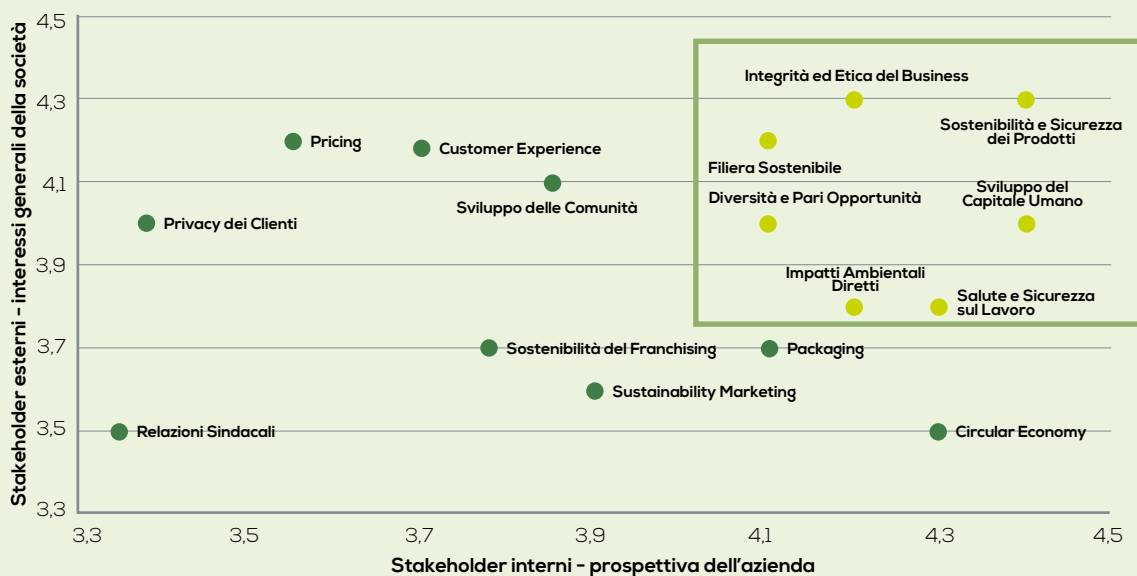 Stakeholder esterni - interessi generali della società
4,5
4,3
4,1
3,9
3,7
3,5
3,3
Integrità ed Etica del Business
Sostenibilità e Sicurezza
dei Prodotti
Pricing
Customer Experience
Filiera Sostenibile
Sviluppo delle Comunità
Diversità e Pari Opportunità
Sviluppo del
Capitale Umano
Privacy dei Clienti
Impatti Ambientali
Diretti
Salute e Sicurezza
sul Lavoro
Sostenibilità del Franchising
Packaging
Sustainability Marketing
Relazioni Sindacali
Circular Economy
3,3
3,5
3,7
3,9
4,1
4,3
4,5
Stakeholder interni - prospettiva dell'azienda